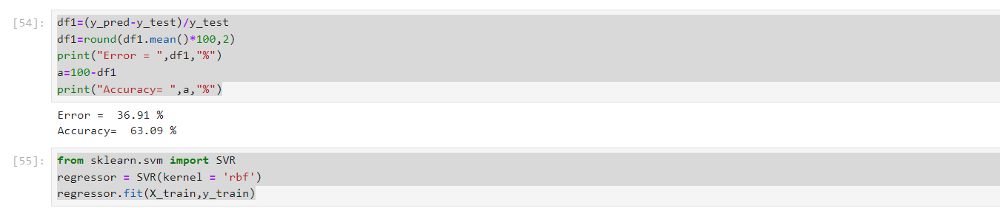 [54]: df1=(y_pred-y_test)/y_test
df1=round(df1.mean()*100,2)
print("Error = ",df1,"%")
a=100-df1
print("Accuracy= ",a,"%")
Error =  36.91 %
Accuracy=  63.09 %
[55]: from sklearn.svm import SVR
regressor = SVR(kernel = 'rbf')
regressor.fit(X_train,y_train)